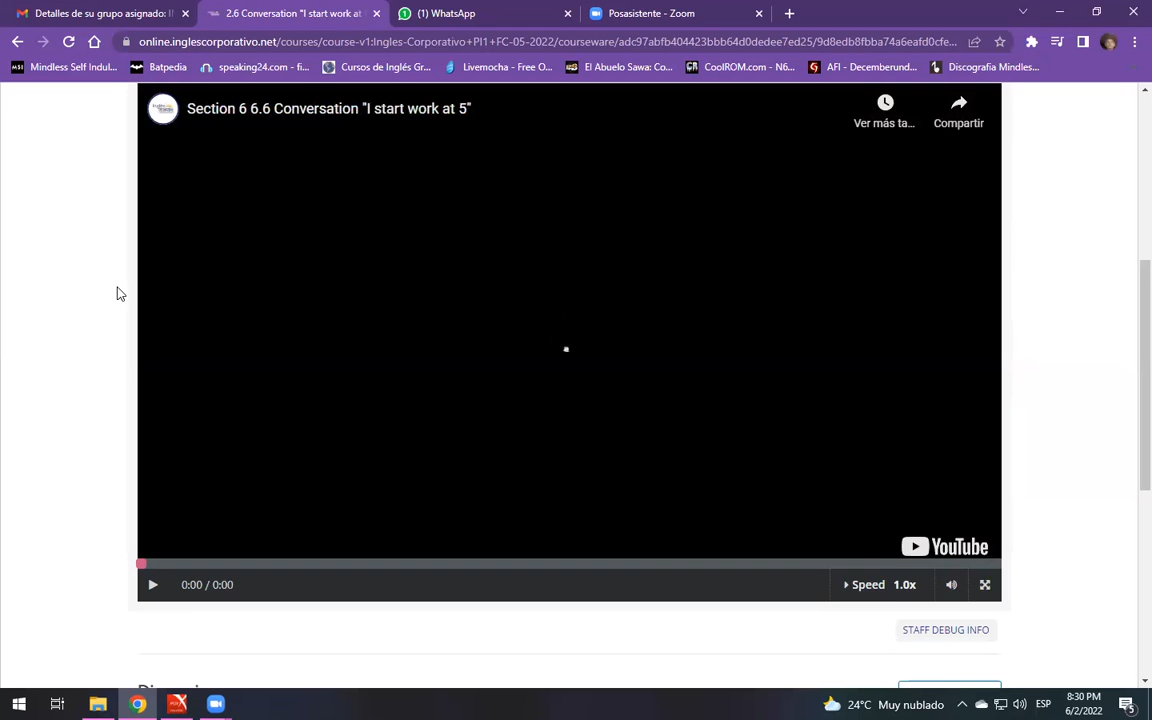 Detalles de su grupo asignado: I
2.6 Conversation "I start work at
(1) WhatsApp
Posasistente - Zoom
online.inglescorporativo.net/courses/course-v1:Ingles-Corporativo+PI1+FC-05-2022/courseware/adc97abfb404423bbb64d0dedee7ed25/9d8edb8fbba74a6eafd0cfe...
Mindless Self Indul...
Batpedia
speaking24.com - fi...
Cursos de Inglés Gr...
Livemocha - Free O...
El Abuelo Sawa: Co...
CoolROM.com - N6...
AFI - Decemberund...
Discografia Mindles...
Section 6 6.6 Conversation "I start work at 5"
Ver más ta...
Compartir
YouTube
0:00 / 0:00
Speed 1.0x
STAFF DEBUG INFO
24°C Muy nublado
ESP
8:30 PM
6/2/2022
5